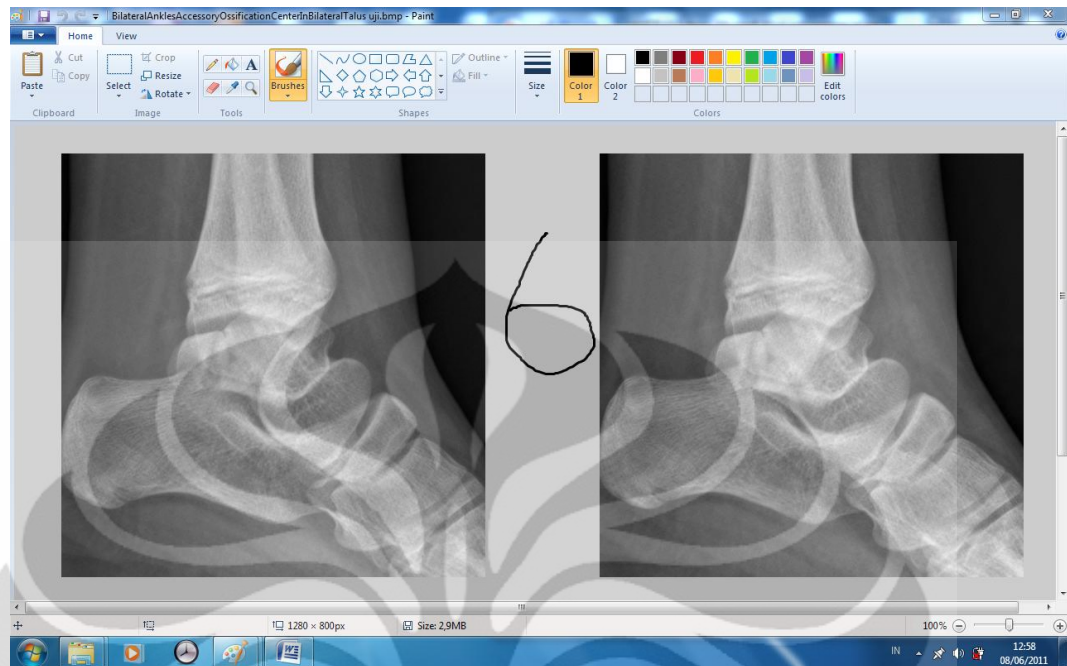 BilateralAnklesAccessoryOssificationCenterInBilateralTalus uji.bmp - Paint
Home View
Cut
Copy
Paste
Clipboard
Select
Crop
Resize
Rotate
Image
A
Tools
Brushes
Outline
Fill
Shapes
Size
Color 1
Color 2
Edit colors
Colors
6
1280 × 800px
Size: 2,9MB
100%
IN
12:58
08/06/2011